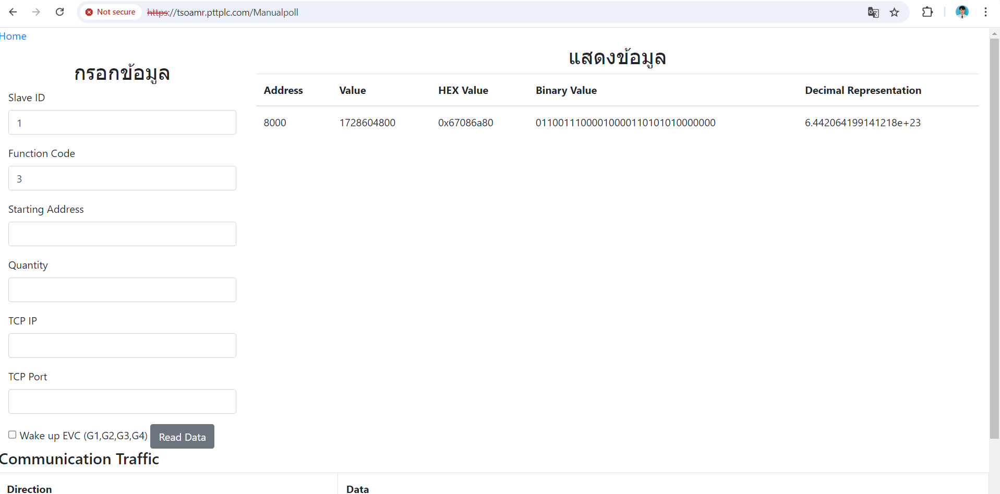 Not secure https://tsoamr.pttplc.com/Manualpoll
Home
กรอกข้อมูล
Slave ID
1
Function Code
3
Starting Address
Quantity
TCP IP
TCP Port
Wake up EVC (G1,G2,G3,G4) Read Data
แสดงข้อมูล
Address Value HEX Value Binary Value Decimal Representation
8000 1728604800 0x67086a80 01100111000010000110101010000000 6.442064199141218e+23
Communication Traffic
Direction Data